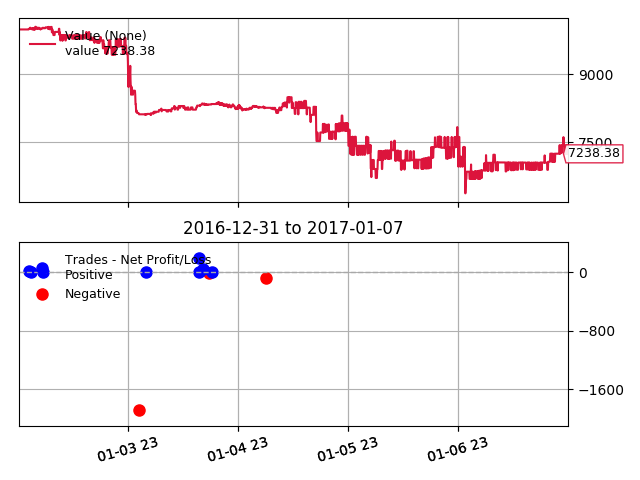 Value (None)
value 7238.38
9000
7500
7238.38
2016-12-31 to 2017-01-07
Trades - Net Profit/Loss
Positive
Negative
0
−800
−1600
01-03 23
01-04 23
01-05 23
01-06 23